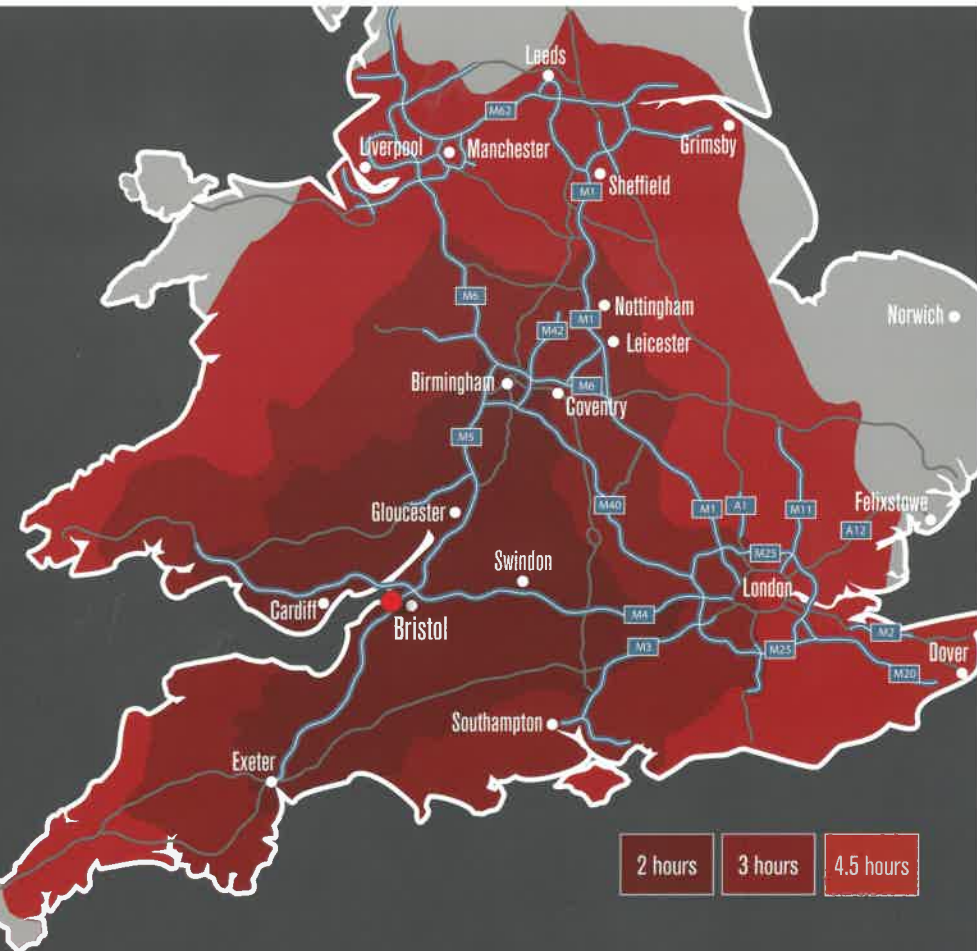 Leeds
M62
Grimsby
Liverpool
Manchester
Sheffield
M1
M6
Nottingham
Norwich
M1
M42
Leicester
Birmingham
M6
Coventry
M5
Gloucester
M40
M1
A1
M11
Felixstowe
A12
Swindon
M25
London
Cardiff
Bristol
M4
M2
M3
M25
Dover
M20
Southampton
Exeter
2 hours
3 hours
4.5 hours